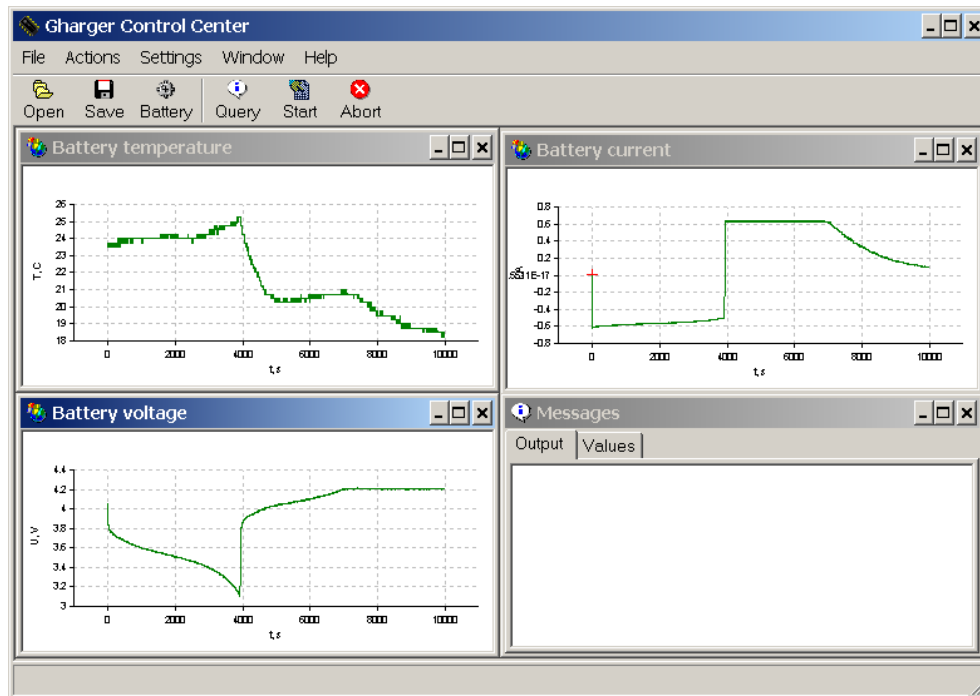 Gharger Control Center
File Actions Settings Window Help
Open Save Battery Query Start Abort
Battery temperature
26
25
24
23
22
21
20
19
18
T, C
0 2000 4000 6000 8000 10000
t, s
Battery current
0.8
0.6
0.4
0.2
-0.2
-0.4
-0.6
-0.8
0 2000 4000 6000 8000 10000
t, s
Battery voltage
4.4
4.2
4
3.8
3.6
3.4
3.2
3
U, V
0 2000 4000 6000 8000 10000
t, s
Messages
Output Values